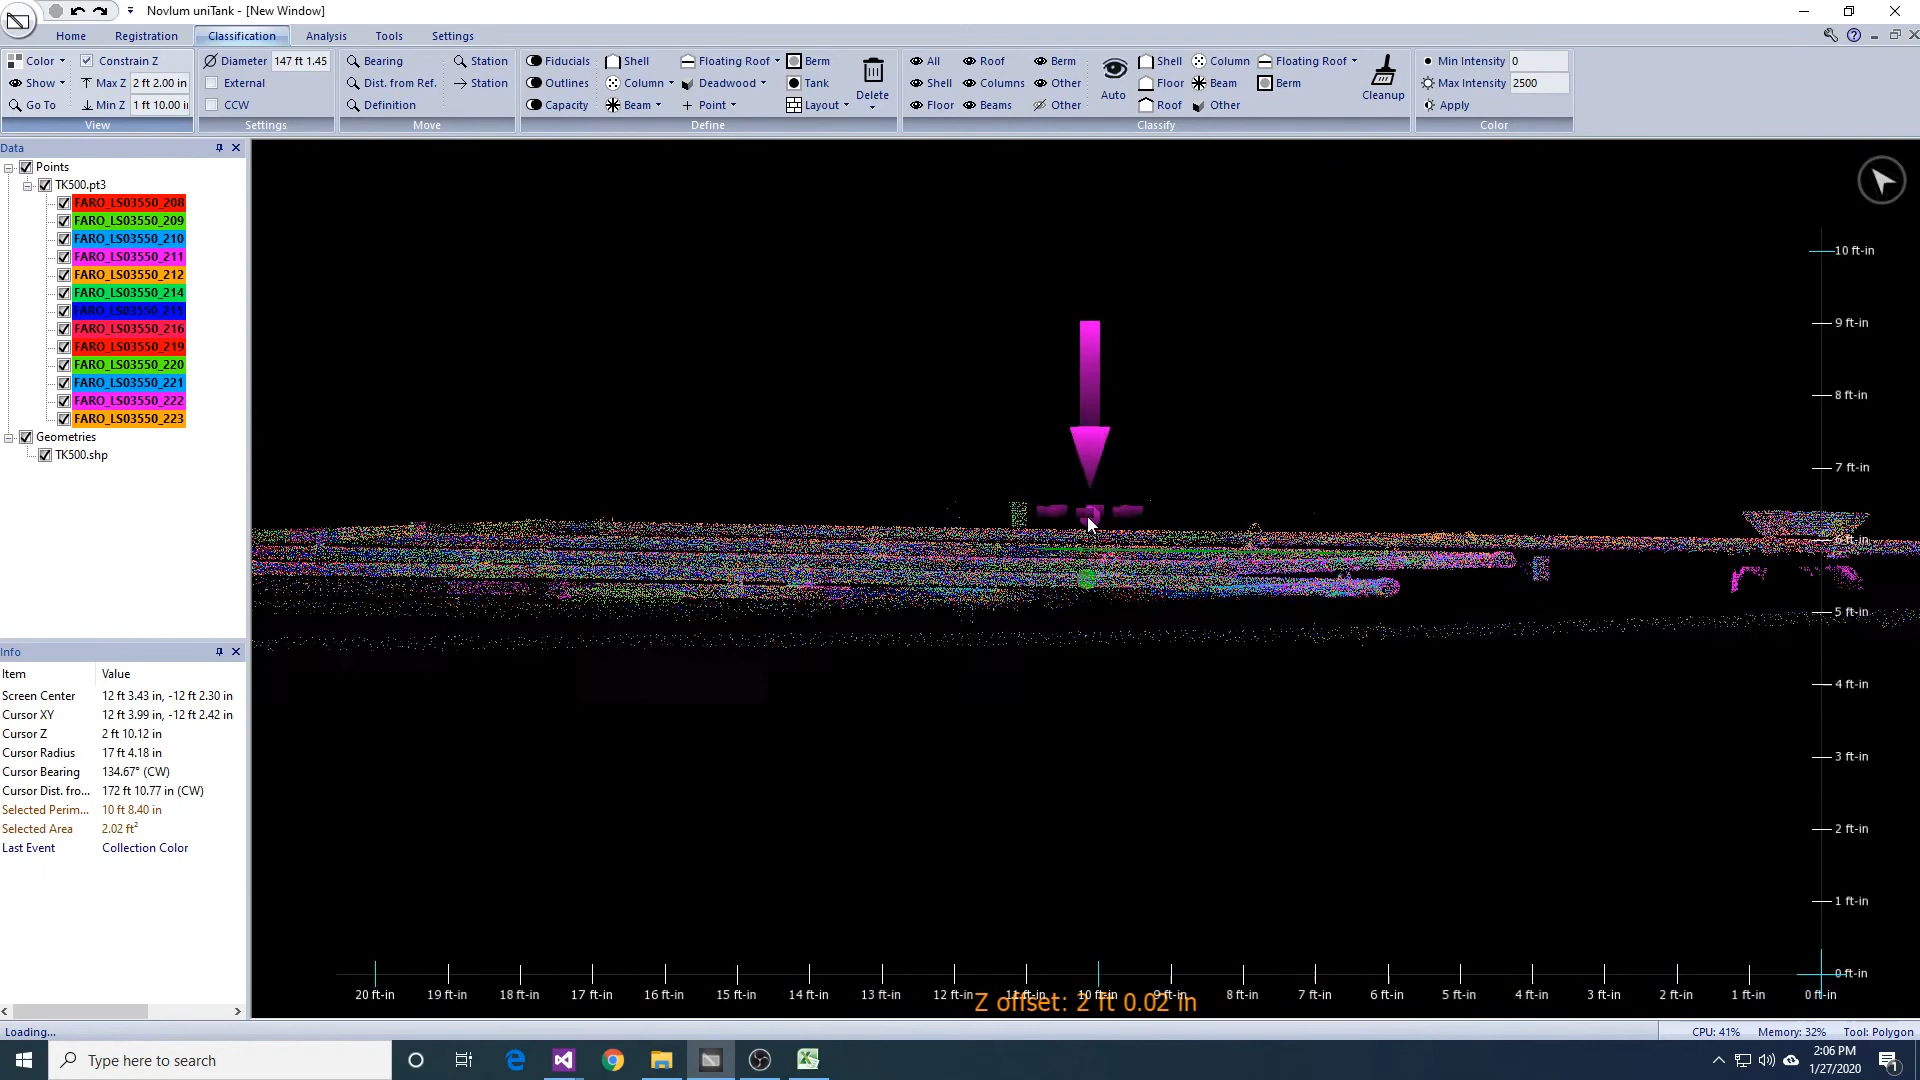 Novlum uniTank - [New Window]
Home Registration Classification Analysis Tools Settings
Color Constrain Z Diameter 147 ft 1.45 Bearing Station Fiducials Shell Floating Roof Berm All Roof Berm Shell Column Floating Roof Min Intensity 0
Show Max Z 2 ft 2.00 in External Dist. from Ref. Station Outlines Column Deadwood Tank Delete Shell Columns Other Auto Floor Beam Berm Cleanup Max Intensity 2500
Go To Min Z 1 ft 10.00 CCW Definition Capacity Beam Point Layout Floor Beams Other Roof Other Apply
View Settings Move Define Classify Color
Data
Points
TK500.pt3
FARO_LS03550_208
FARO_LS03550_209
FARO_LS03550_210
FARO_LS03550_211
FARO_LS03550_212
FARO_LS03550_214
FARO_LS03550_215
FARO_LS03550_216
FARO_LS03550_219
FARO_LS03550_220
FARO_LS03550_221
FARO_LS03550_222
FARO_LS03550_223
Geometries
TK500.shp
Info
Item Value
Screen Center 12 ft 3.43 in, -12 ft 2.30 in
Cursor XY 12 ft 3.99 in, -12 ft 2.42 in
Cursor Z 2 ft 10.12 in
Cursor Radius 17 ft 4.18 in
Cursor Bearing 134.67° (CW)
Cursor Dist. fro... 172 ft 10.77 in (CW)
Selected Perim... 10 ft 8.40 in
Selected Area 2.02 ft²
Last Event Collection Color
10 ft-in
9 ft-in
8 ft-in
7 ft-in
6 ft-in
5 ft-in
4 ft-in
3 ft-in
2 ft-in
1 ft-in
0 ft-in
20 ft-in 19 ft-in 18 ft-in 17 ft-in 16 ft-in 15 ft-in 14 ft-in 13 ft-in 12 ft-in 11 ft-in 10 ft-in 9 ft-in 8 ft-in 7 ft-in 6 ft-in 5 ft-in 4 ft-in 3 ft-in 2 ft-in 1 ft-in 0 ft-in
Z offset: 2 ft 0.02 in
Loading... CPU: 41% Memory: 32% Tool: Polygon
Type here to search
2:06 PM
1/27/2020
1